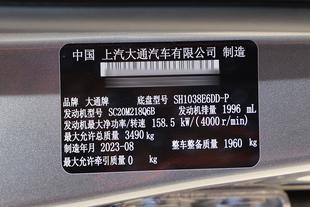 中国 上汽大通汽车有限公司 制造
品牌 大通牌 底盘型号 SH1038E6DD-P
发动机型号 SC20M218Q6B 发动机排量 1996 mL
发动机最大净功率/转速 158.5 kW/(4000 r/min)
最大允许总质量 3490 kg
制造年月 2023-08 整车整备质量 1960 kg
最大允许牵引质量 0 kg